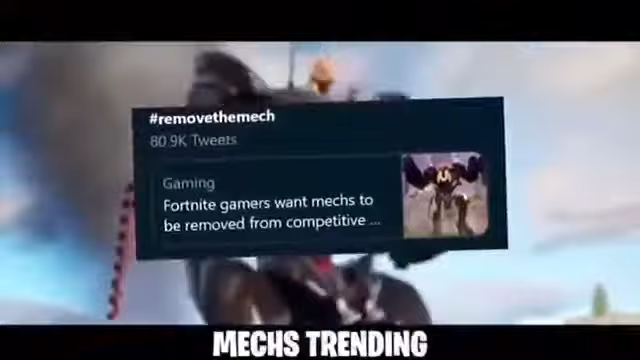 #removethemech
80.9K Tweets
Gaming
Fortnite gamers want mechs to
be removed from competitive ...
MECHS TRENDING